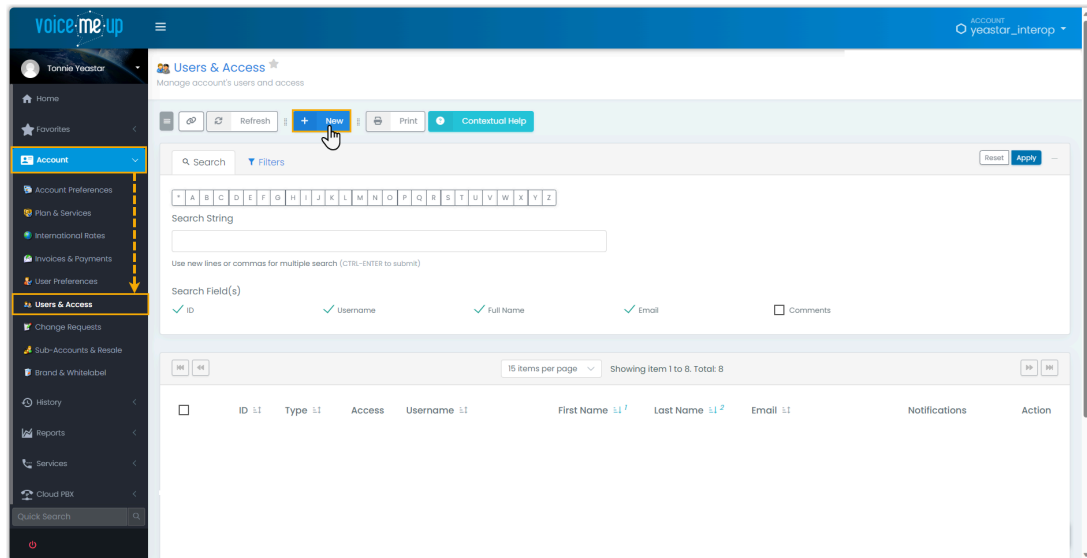 voice·me·up
ACCOUNT
yeastar_interop
Tonnie Yeastar
Home
Favorites
Account
Account Preferences
Plan & Services
International Rates
Invoices & Payments
User Preferences
Users & Access
Change Requests
Sub-Accounts & Resale
Brand & Whitelabel
History
Reports
Services
Cloud PBX
Quick Search
Users & Access
Manage account's users and access
Refresh + New Print Contextual Help
Search Filters Reset Apply
* A B C D E F G H I J K L M N O P Q R S T U V W X Y Z
Search String
Use new lines or commas for multiple search (CTRL-ENTER to submit)
Search Field(s)
ID Username Full Name Email Comments
15 items per page Showing item 1 to 8. Total: 8
ID Type Access Username First Name 1 Last Name 2 Email Notifications Action